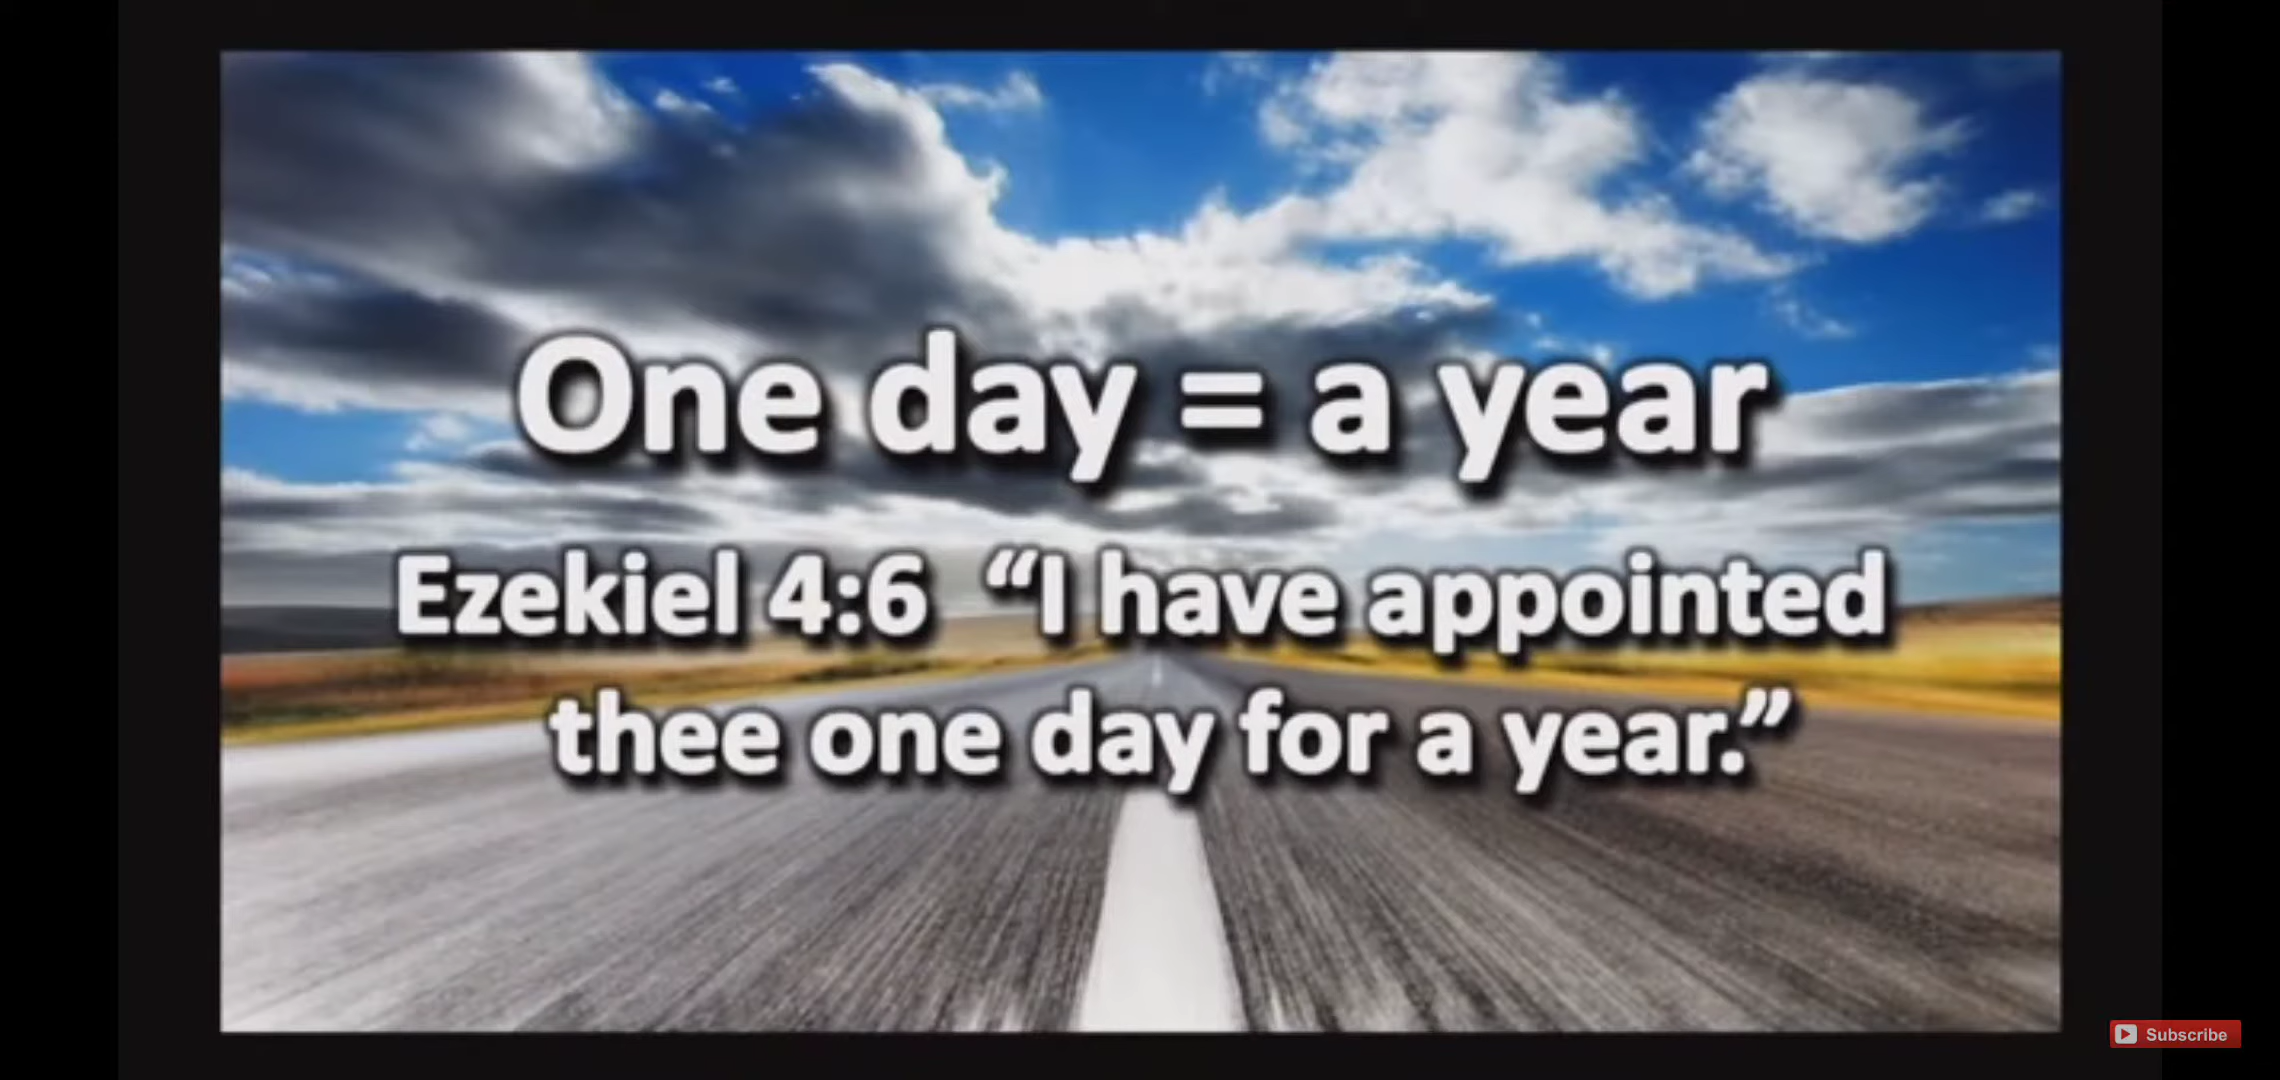 One day = a year
Ezekiel 4:6 “I have appointed
thee one day for a year.”
Subscribe